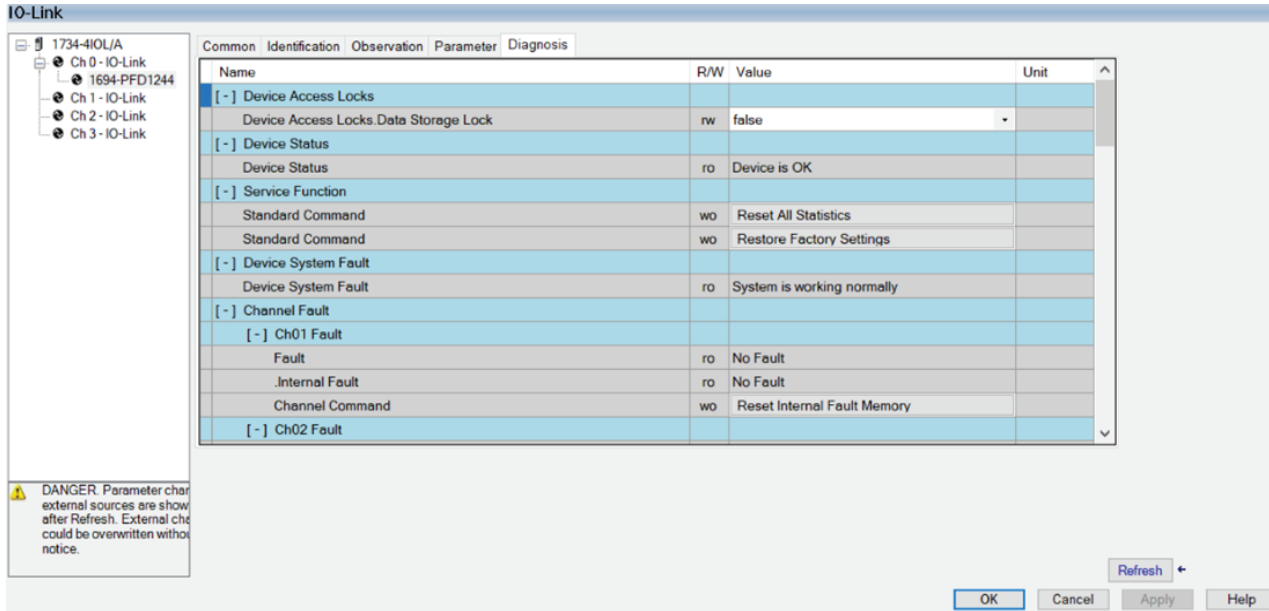 IO-Link
1734-4IOL/A
Ch 0 - IO-Link
1694-PFD1244
Ch 1 - IO-Link
Ch 2 - IO-Link
Ch 3 - IO-Link
Common Identification Observation Parameter Diagnosis
Name R/W Value Unit
[ - ] Device Access Locks
Device Access Locks.Data Storage Lock rw false
[ - ] Device Status
Device Status ro Device is OK
[ - ] Service Function
Standard Command wo Reset All Statistics
Standard Command wo Restore Factory Settings
[ - ] Device System Fault
Device System Fault ro System is working normally
[ - ] Channel Fault
[ - ] Ch01 Fault
Fault ro No Fault
.Internal Fault ro No Fault
Channel Command wo Reset Internal Fault Memory
[ - ] Ch02 Fault
DANGER. Parameter char
external sources are show
after Refresh. External cha
could be overwritten withou
notice.
Refresh
OK Cancel Apply Help